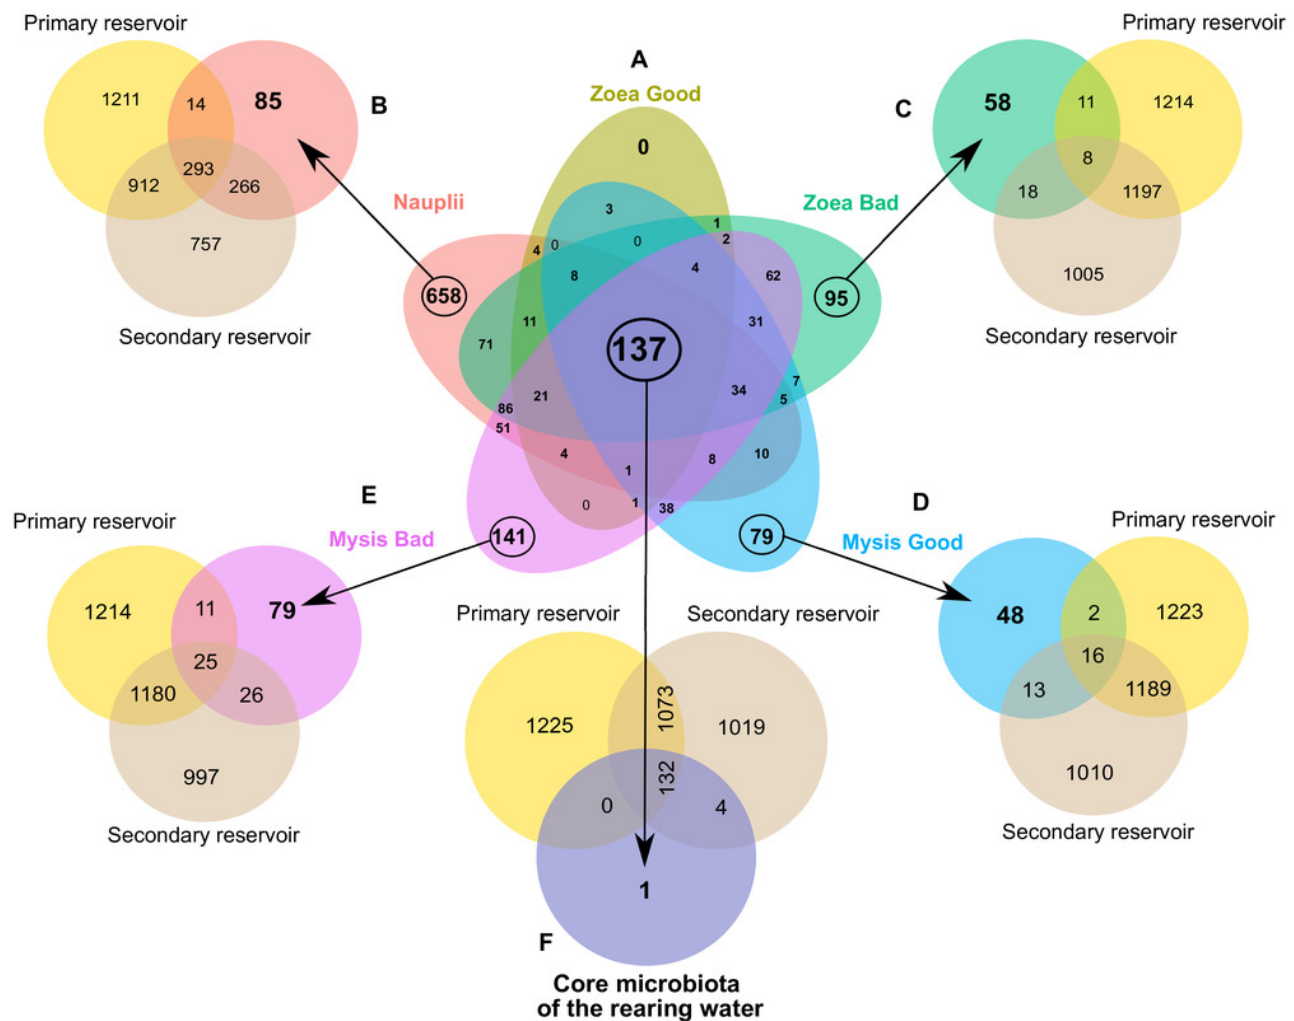 Primary reservoir
1211
14
85
B
293
912
266
757
Secondary reservoir
A
Zoea Good
0
Nauplii
658
Zoea Bad
95
3
1
2
4
0
0
8
4
62
11
31
71
137
7
5
34
21
86
51
4
8
10
1
0
1
38
141
79
Primary reservoir
C
58
11
1214
8
18
1197
1005
Secondary reservoir
E
Primary reservoir
Mysis Bad
1214
11
79
25
1180
26
997
Secondary reservoir
D
Primary reservoir
Mysis Good
48
2
1223
16
13
1189
1010
Secondary reservoir
Primary reservoir
Secondary reservoir
1225
1073
1019
132
0
4
1
F
Core microbiota
of the rearing water